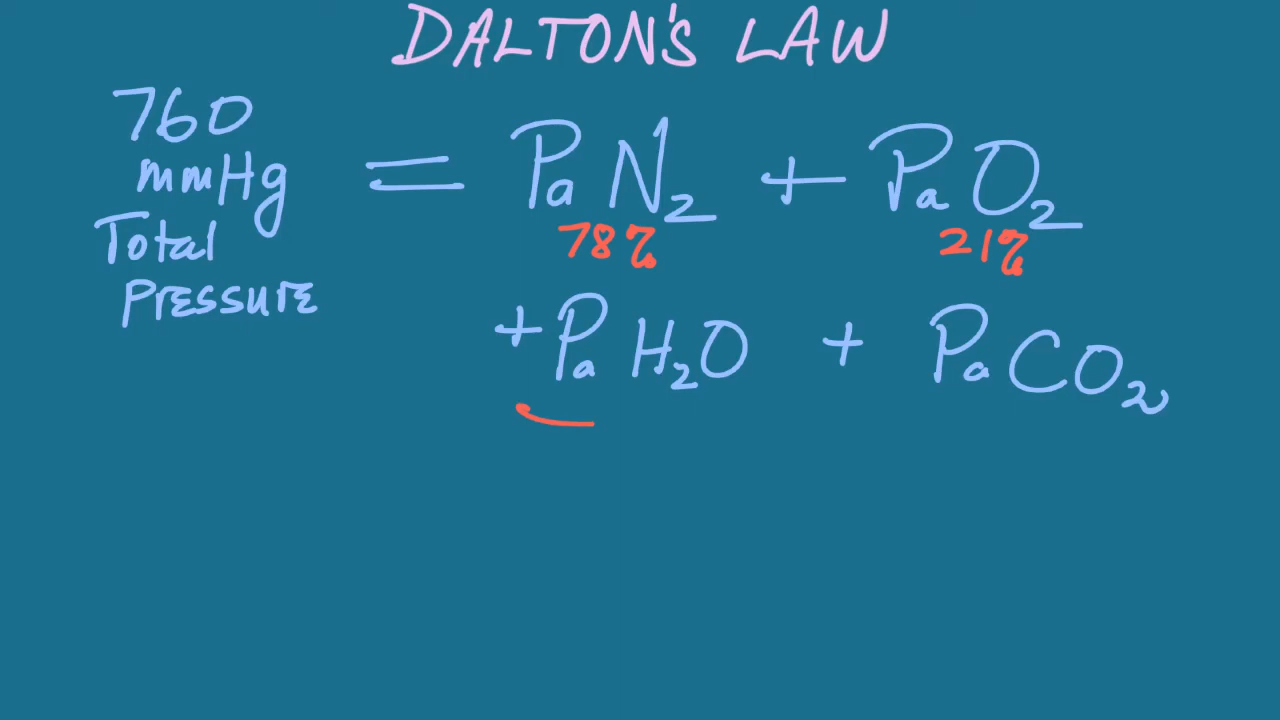 DALTON'S LAW
760
mmHg
Total
PRESSURE
= PaN₂ + PaO₂
78% 21%
+ PaH₂O + PaCO₂